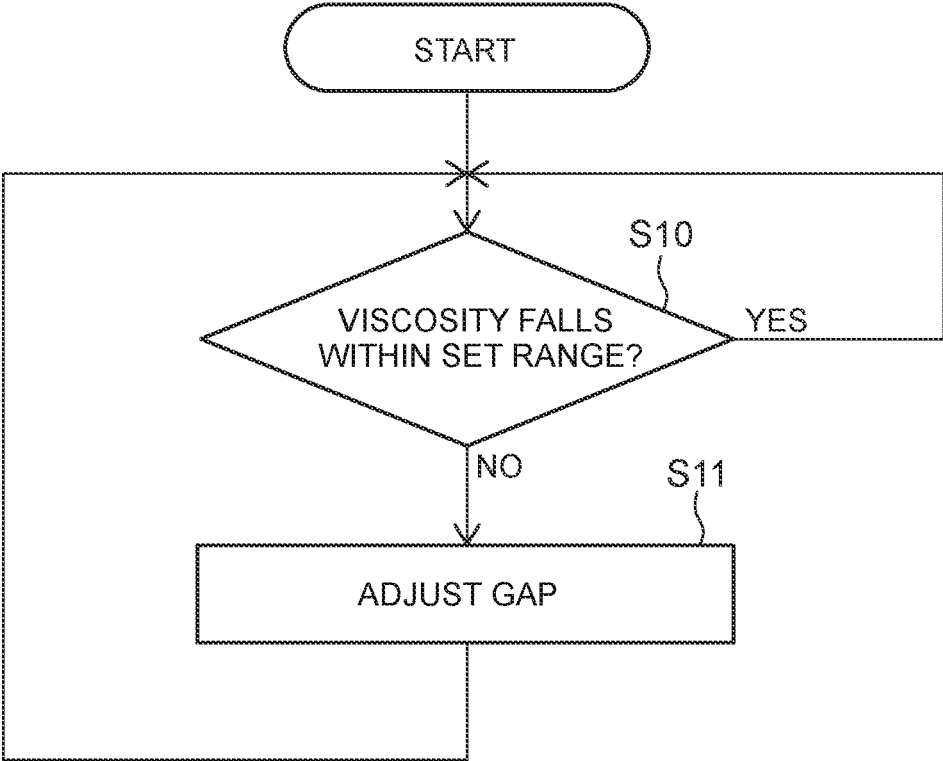 START
S10
VISCOSITY FALLS
WITHIN SET RANGE?
YES
NO
S11
ADJUST GAP